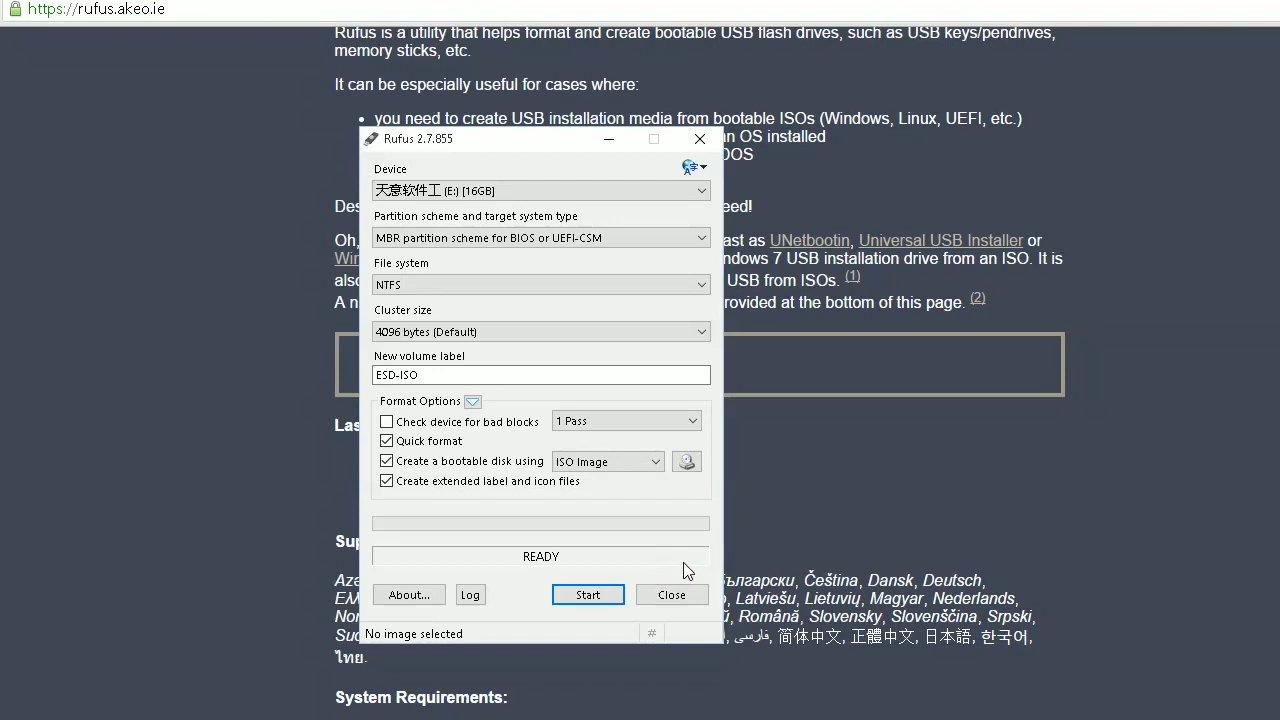 https://rufus.akeo.ie
Rufus is a utility that helps format and create bootable USB flash drives, such as USB keys/pendrives,
memory sticks, etc.
It can be especially useful for cases where:
• you need to create USB installation media from bootable ISOs (Windows, Linux, UEFI, etc.)
an OS installed
DOS
Des
eed!
Oh,
ast as UNetbootin, Universal USB Installer or
Win
ndows 7 USB installation drive from an ISO. It is
also
USB from ISOs. (1)
A n
rovided at the bottom of this page. (2)
Las
Sup
Aze
ългарски, Čeština, Dansk, Deutsch,
Ελλ
Latviešu, Lietuvių, Magyar, Nederlands,
Nor
Română, Slovensky, Slovenščina, Srpski,
Suo
فارسی, 简体中文, 正體中文, 日本語, 한국어,
ไทย.
System Requirements:
Rufus 2.7.855
Device
天意软件工 (E:) [16GB]
Partition scheme and target system type
MBR partition scheme for BIOS or UEFI-CSM
File system
NTFS
Cluster size
4096 bytes (Default)
New volume label
ESD-ISO
Format Options
Check device for bad blocks 1 Pass
Quick format
Create a bootable disk using ISO Image
Create extended label and icon files
READY
About... Log Start Close
No image selected #